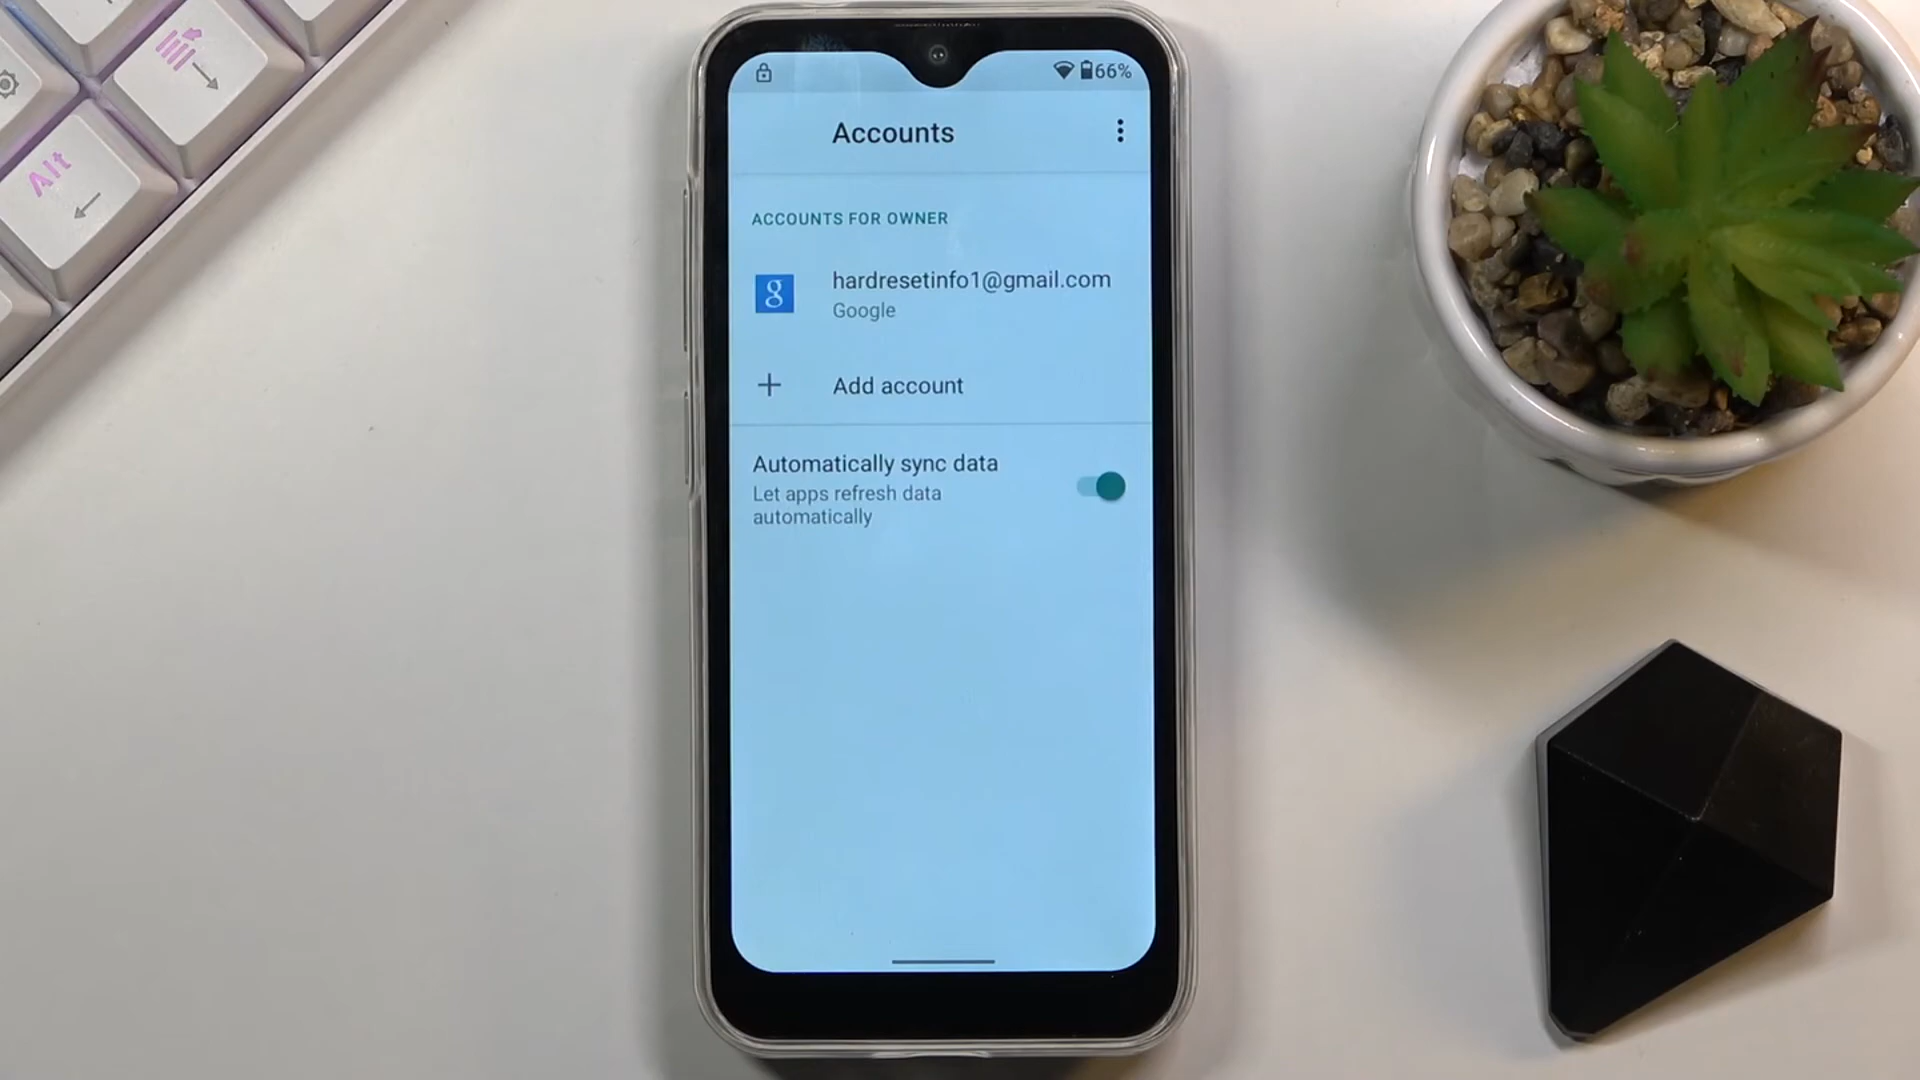 Alt
66%
Accounts
ACCOUNTS FOR OWNER
g
hardresetinfo1@gmail.com
Google
Add account
Automatically sync data
Let apps refresh data
automatically